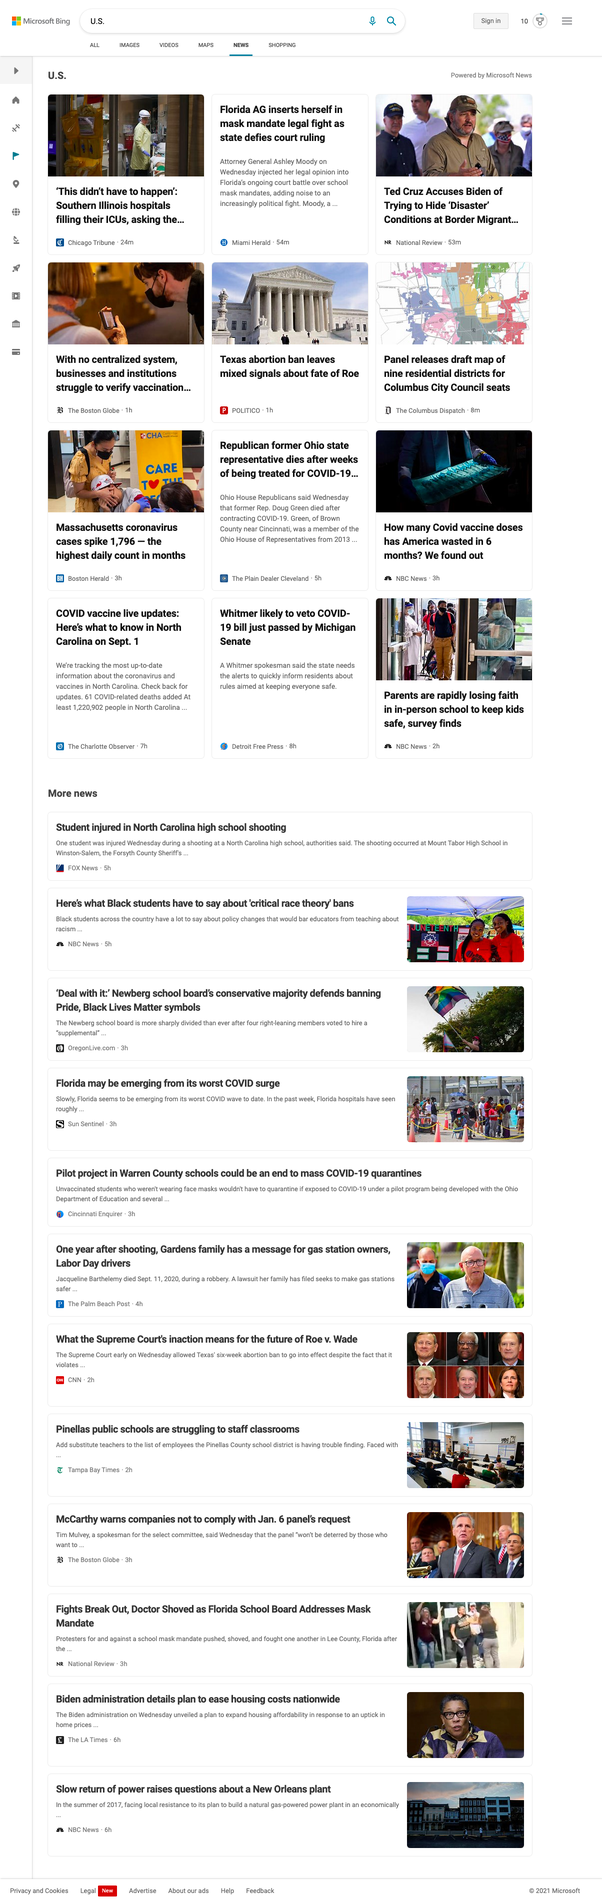 Microsoft Bing
U.S.
Sign in
10
ALL
IMAGES
VIDEOS
MAPS
NEWS
SHOPPING
U.S.
Powered by Microsoft News
'This didn't have to happen':
Southern Illinois hospitals
filling their ICUs, asking the...
Chicago Tribune · 24m
Florida AG inserts herself in
mask mandate legal fight as
state defies court ruling
Attorney General Ashley Moody on
Wednesday injected her legal opinion into
Florida's ongoing court battle over school
mask mandates, adding noise to an
increasingly political fight. Moody, a ...
Miami Herald · 54m
Ted Cruz Accuses Biden of
Trying to Hide 'Disaster'
Conditions at Border Migrant...
NR National Review · 53m
With no centralized system,
businesses and institutions
struggle to verify vaccination...
B The Boston Globe · 1h
Texas abortion ban leaves
mixed signals about fate of Roe
P POLITICO · 1h
Panel releases draft map of
nine residential districts for
Columbus City Council seats
The Columbus Dispatch · 8m
CHA
CARE
TO THE
Massachusetts coronavirus
cases spike 1,796 — the
highest daily count in months
Boston Herald · 3h
Republican former Ohio state
representative dies after weeks
of being treated for COVID-19...
Ohio House Republicans said Wednesday
that former Rep. Doug Green died after
contracting COVID-19. Green, of Brown
County near Cincinnati, was a member of the
Ohio House of Representatives from 2013 ...
The Plain Dealer Cleveland · 5h
How many Covid vaccine doses
has America wasted in 6
months? We found out
NBC News · 3h
COVID vaccine live updates:
Here's what to know in North
Carolina on Sept. 1
We're tracking the most up-to-date
information about the coronavirus and
vaccines in North Carolina. Check back for
updates. 61 COVID-related deaths added At
least 1,220,902 people in North Carolina ...
The Charlotte Observer · 7h
Whitmer likely to veto COVID-
19 bill just passed by Michigan
Senate
A Whitmer spokesman said the state needs
the alerts to quickly inform residents about
rules aimed at keeping everyone safe.
Detroit Free Press · 8h
Parents are rapidly losing faith
in in-person school to keep kids
safe, survey finds
NBC News · 2h
More news
Student injured in North Carolina high school shooting
One student was injured Wednesday during a shooting at a North Carolina high school, authorities said. The shooting occurred at Mount Tabor High School in
Winston-Salem, the Forsyth County Sheriff's ...
FOX News · 5h
Here's what Black students have to say about 'critical race theory' bans
Black students across the country have a lot to say about policy changes that would bar educators from teaching about
racism ...
NBC News · 5h
JUNETEENTH
'Deal with it:' Newberg school board's conservative majority defends banning
Pride, Black Lives Matter symbols
The Newberg school board is more sharply divided than ever after four right-leaning members voted to hire a
"supplemental" ...
OregonLive.com · 3h
Florida may be emerging from its worst COVID surge
Slowly, Florida seems to be emerging from its worst COVID wave to date. In the past week, Florida hospitals have seen
roughly ...
Sun Sentinel · 3h
Pilot project in Warren County schools could be an end to mass COVID-19 quarantines
Unvaccinated students who weren't wearing face masks wouldn't have to quarantine if exposed to COVID-19 under a pilot program being developed with the Ohio
Department of Education and several ...
Cincinnati Enquirer · 3h
One year after shooting, Gardens family has a message for gas station owners,
Labor Day drivers
Jacqueline Barthelemy died Sept. 11, 2020, during a robbery. A lawsuit her family has filed seeks to make gas stations
safer ...
P The Palm Beach Post · 4h
What the Supreme Court's inaction means for the future of Roe v. Wade
The Supreme Court early on Wednesday allowed Texas' six-week abortion ban to go into effect despite the fact that it
violates ...
CNN CNN · 2h
Pinellas public schools are struggling to staff classrooms
Add substitute teachers to the list of employees the Pinellas County school district is having trouble finding. Faced with
...
Tampa Bay Times · 2h
McCarthy warns companies not to comply with Jan. 6 panel's request
Tim Mulvey, a spokesman for the select committee, said Wednesday that the panel "won't be deterred by those who
want to ...
B The Boston Globe · 3h
Fights Break Out, Doctor Shoved as Florida School Board Addresses Mask
Mandate
Protesters for and against a school mask mandate pushed, shoved, and fought one another in Lee County, Florida after
the ...
NR National Review · 3h
Biden administration details plan to ease housing costs nationwide
The Biden administration on Wednesday unveiled a plan to expand housing affordability in response to an uptick in
home prices ...
The LA Times · 6h
Slow return of power raises questions about a New Orleans plant
In the summer of 2017, facing local resistance to its plan to build a natural gas-powered power plant in an economically
...
NBC News · 6h
Privacy and Cookies
Legal
New
Advertise
About our ads
Help
Feedback
© 2021 Microsoft